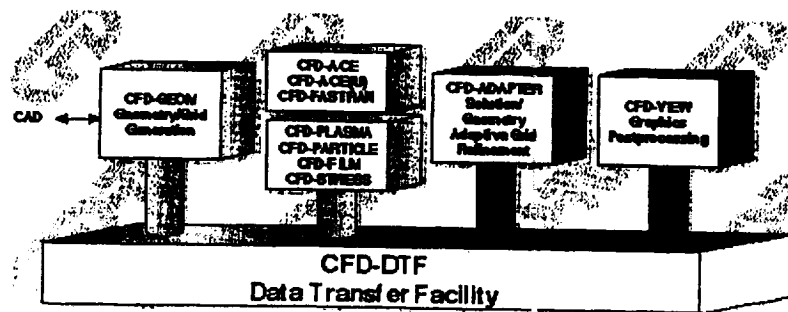 CAD
CFD-GEOM
Geometry/Grid
Generation
CFD-ACE
CFD-ACE(U)
CFD-FASTRAN
CFD-PLASMA
CFD-PARTICLE
CFD-FILM
CFD-STRESS
CFD-ADAPTER
Solution/
Geometry
Adaptive Grid
Refinement
CFD-VIEW
Graphics
Postprocessing
CFD-DTF
Data Transfer Facility